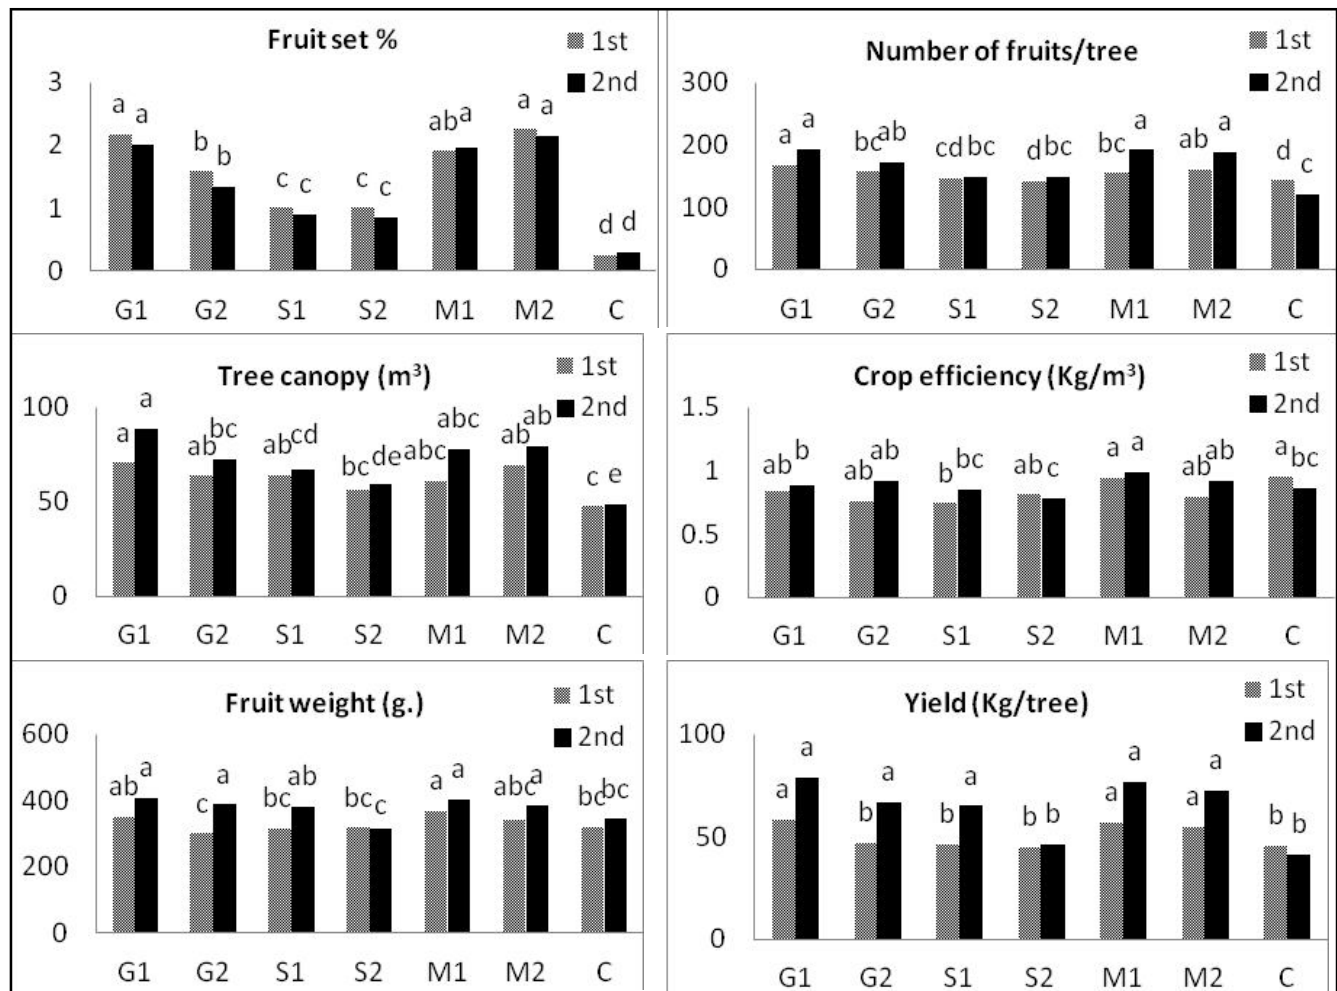 Fruit set %
1st
2nd
3
2
1
0
a a b b c c c c ab a a a d d
G1 G2 S1 S2 M1 M2 C
Number of fruits/tree
1st
2nd
300
200
100
0
a a bc ab cd bc d bc bc a ab a d c
G1 G2 S1 S2 M1 M2 C
Tree canopy (m³)
1st
2nd
100
50
0
a a ab bc ab cd bc de abc abc ab ab c e
G1 G2 S1 S2 M1 M2 C
Crop efficiency (Kg/m³)
1st
2nd
1.5
1
0.5
0
ab b ab ab b bc ab c a a ab ab a bc
G1 G2 S1 S2 M1 M2 C
Fruit weight (g.)
1st
2nd
600
400
200
0
ab a c a bc ab bc c a a abc a bc bc
G1 G2 S1 S2 M1 M2 C
Yield (Kg/tree)
1st
2nd
100
50
0
a a b a b a b b a a a a b b
G1 G2 S1 S2 M1 M2 C